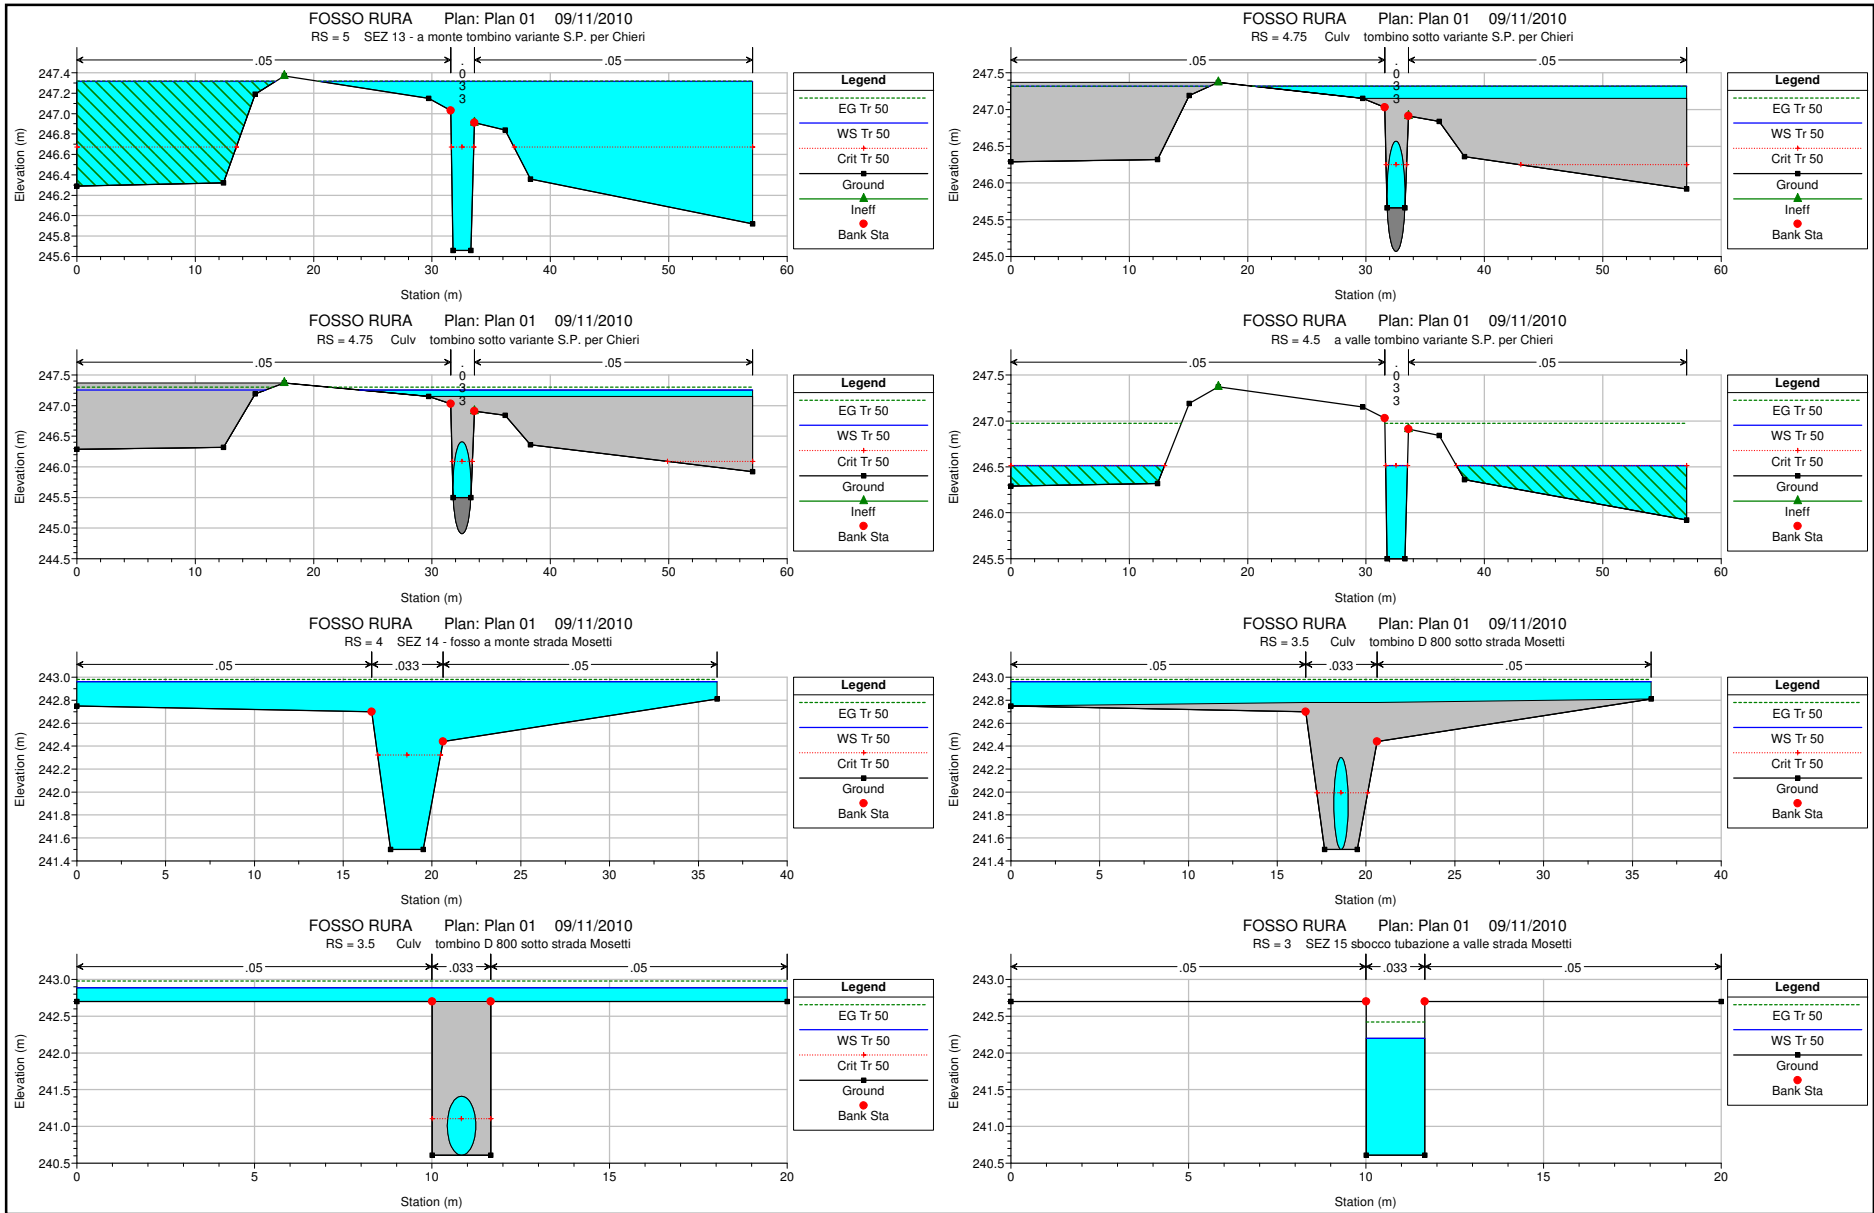 FOSSO RURA Plan: Plan 01 09/11/2010
RS = 5 SEZ 13 - a monte tombino variante S.P. per Chieri
.05
.033
.05
247.4
247.2
247.0
246.8
246.6
246.4
246.2
246.0
245.8
245.6
Elevation (m)
0 10 20 30 40 50 60
Station (m)
Legend
EG Tr 50
WS Tr 50
Crit Tr 50
Ground
Ineff
Bank Sta
FOSSO RURA Plan: Plan 01 09/11/2010
RS = 4.75 Culv tombino sotto variante S.P. per Chieri
.05
.033
.05
247.5
247.0
246.5
246.0
245.5
245.0
Elevation (m)
0 10 20 30 40 50 60
Station (m)
Legend
EG Tr 50
WS Tr 50
Crit Tr 50
Ground
Ineff
Bank Sta
FOSSO RURA Plan: Plan 01 09/11/2010
RS = 4.75 Culv tombino sotto variante S.P. per Chieri
.05
.033
.05
247.5
247.0
246.5
246.0
245.5
245.0
244.5
Elevation (m)
0 10 20 30 40 50 60
Station (m)
Legend
EG Tr 50
WS Tr 50
Crit Tr 50
Ground
Ineff
Bank Sta
FOSSO RURA Plan: Plan 01 09/11/2010
RS = 4.5 a valle tombino variante S.P. per Chieri
.05
.033
.05
247.5
247.0
246.5
246.0
245.5
Elevation (m)
0 10 20 30 40 50 60
Station (m)
Legend
EG Tr 50
WS Tr 50
Crit Tr 50
Ground
Ineff
Bank Sta
FOSSO RURA Plan: Plan 01 09/11/2010
RS = 4 SEZ 14 - fosso a monte strada Mosetti
.05 .033 .05
243.0
242.8
242.6
242.4
242.2
242.0
241.8
241.6
241.4
Elevation (m)
0 5 10 15 20 25 30 35 40
Station (m)
Legend
EG Tr 50
WS Tr 50
Crit Tr 50
Ground
Bank Sta
FOSSO RURA Plan: Plan 01 09/11/2010
RS = 3.5 Culv tombino D 800 sotto strada Mosetti
.05 .033 .05
243.0
242.8
242.6
242.4
242.2
242.0
241.8
241.6
241.4
Elevation (m)
0 5 10 15 20 25 30 35 40
Station (m)
Legend
EG Tr 50
WS Tr 50
Crit Tr 50
Ground
Bank Sta
FOSSO RURA Plan: Plan 01 09/11/2010
RS = 3.5 Culv tombino D 800 sotto strada Mosetti
.05 .033 .05
243.0
242.5
242.0
241.5
241.0
240.5
Elevation (m)
0 5 10 15 20
Station (m)
Legend
EG Tr 50
WS Tr 50
Crit Tr 50
Ground
Bank Sta
FOSSO RURA Plan: Plan 01 09/11/2010
RS = 3 SEZ 15 sbocco tubazione a valle strada Mosetti
.05 .033 .05
243.0
242.5
242.0
241.5
241.0
240.5
Elevation (m)
0 5 10 15 20
Station (m)
Legend
EG Tr 50
WS Tr 50
Ground
Bank Sta